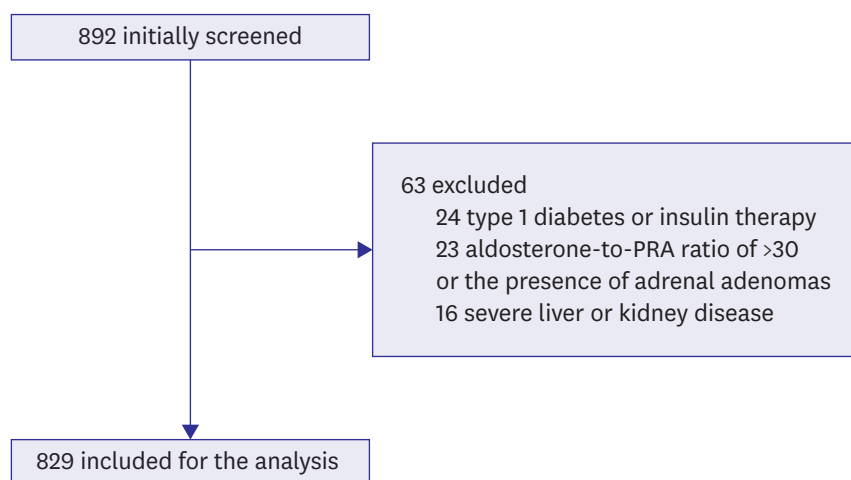 892 initially screened
63 excluded
24 type 1 diabetes or insulin therapy
23 aldosterone-to-PRA ratio of >30
or the presence of adrenal adenomas
16 severe liver or kidney disease
829 included for the analysis